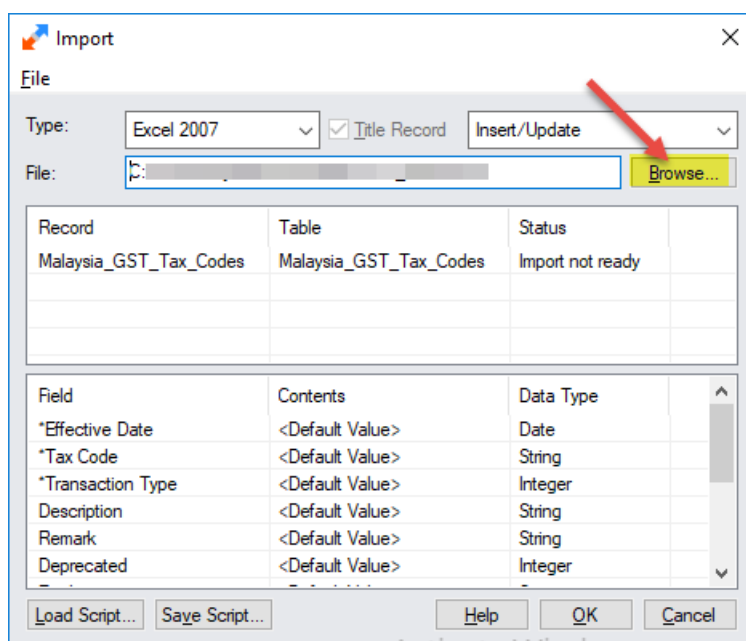 Import
File
Type: Excel 2007 Title Record Insert/Update
File: C: Browse...
Record Table Status
Malaysia_GST_Tax_Codes Malaysia_GST_Tax_Codes Import not ready
Field Contents Data Type
*Effective Date <Default Value> Date
*Tax Code <Default Value> String
*Transaction Type <Default Value> Integer
Description <Default Value> String
Remark <Default Value> String
Deprecated <Default Value> Integer
Load Script... Save Script... Help OK Cancel